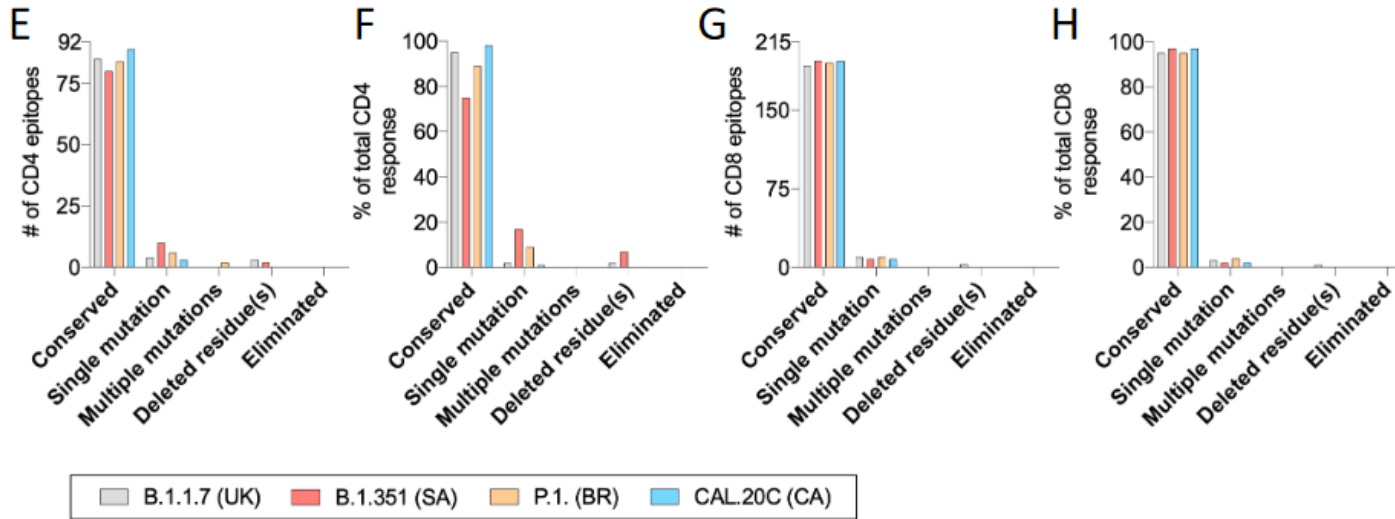 E
# of CD4 epitopes
92
75
50
25
0
Conserved
Single mutation
Multiple mutations
Deleted residue(s)
Eliminated
F
% of total CD4
response
100
80
60
40
20
0
Conserved
Single mutation
Multiple mutations
Deleted residue(s)
Eliminated
G
# of CD8 epitopes
215
150
75
0
Conserved
Single mutation
Multiple mutations
Deleted residue(s)
Eliminated
H
% of total CD8
response
100
80
60
40
20
0
Conserved
Single mutation
Multiple mutations
Deleted residue(s)
Eliminated
B.1.1.7 (UK) B.1.351 (SA) P.1. (BR) CAL.20C (CA)